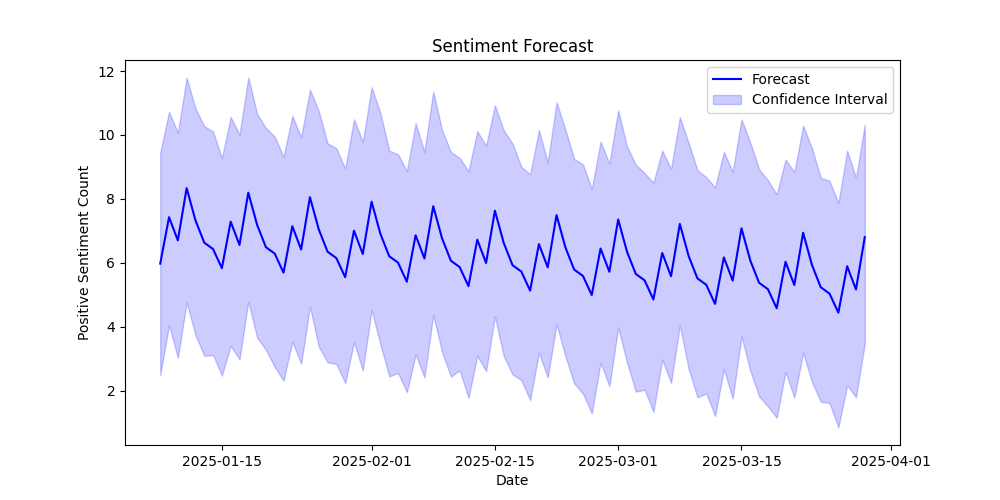 Sentiment Forecast
Forecast
Confidence Interval
12
10
8
6
4
2
Positive Sentiment Count
2025-01-15
2025-02-01
2025-02-15
2025-03-01
2025-03-15
2025-04-01
Date